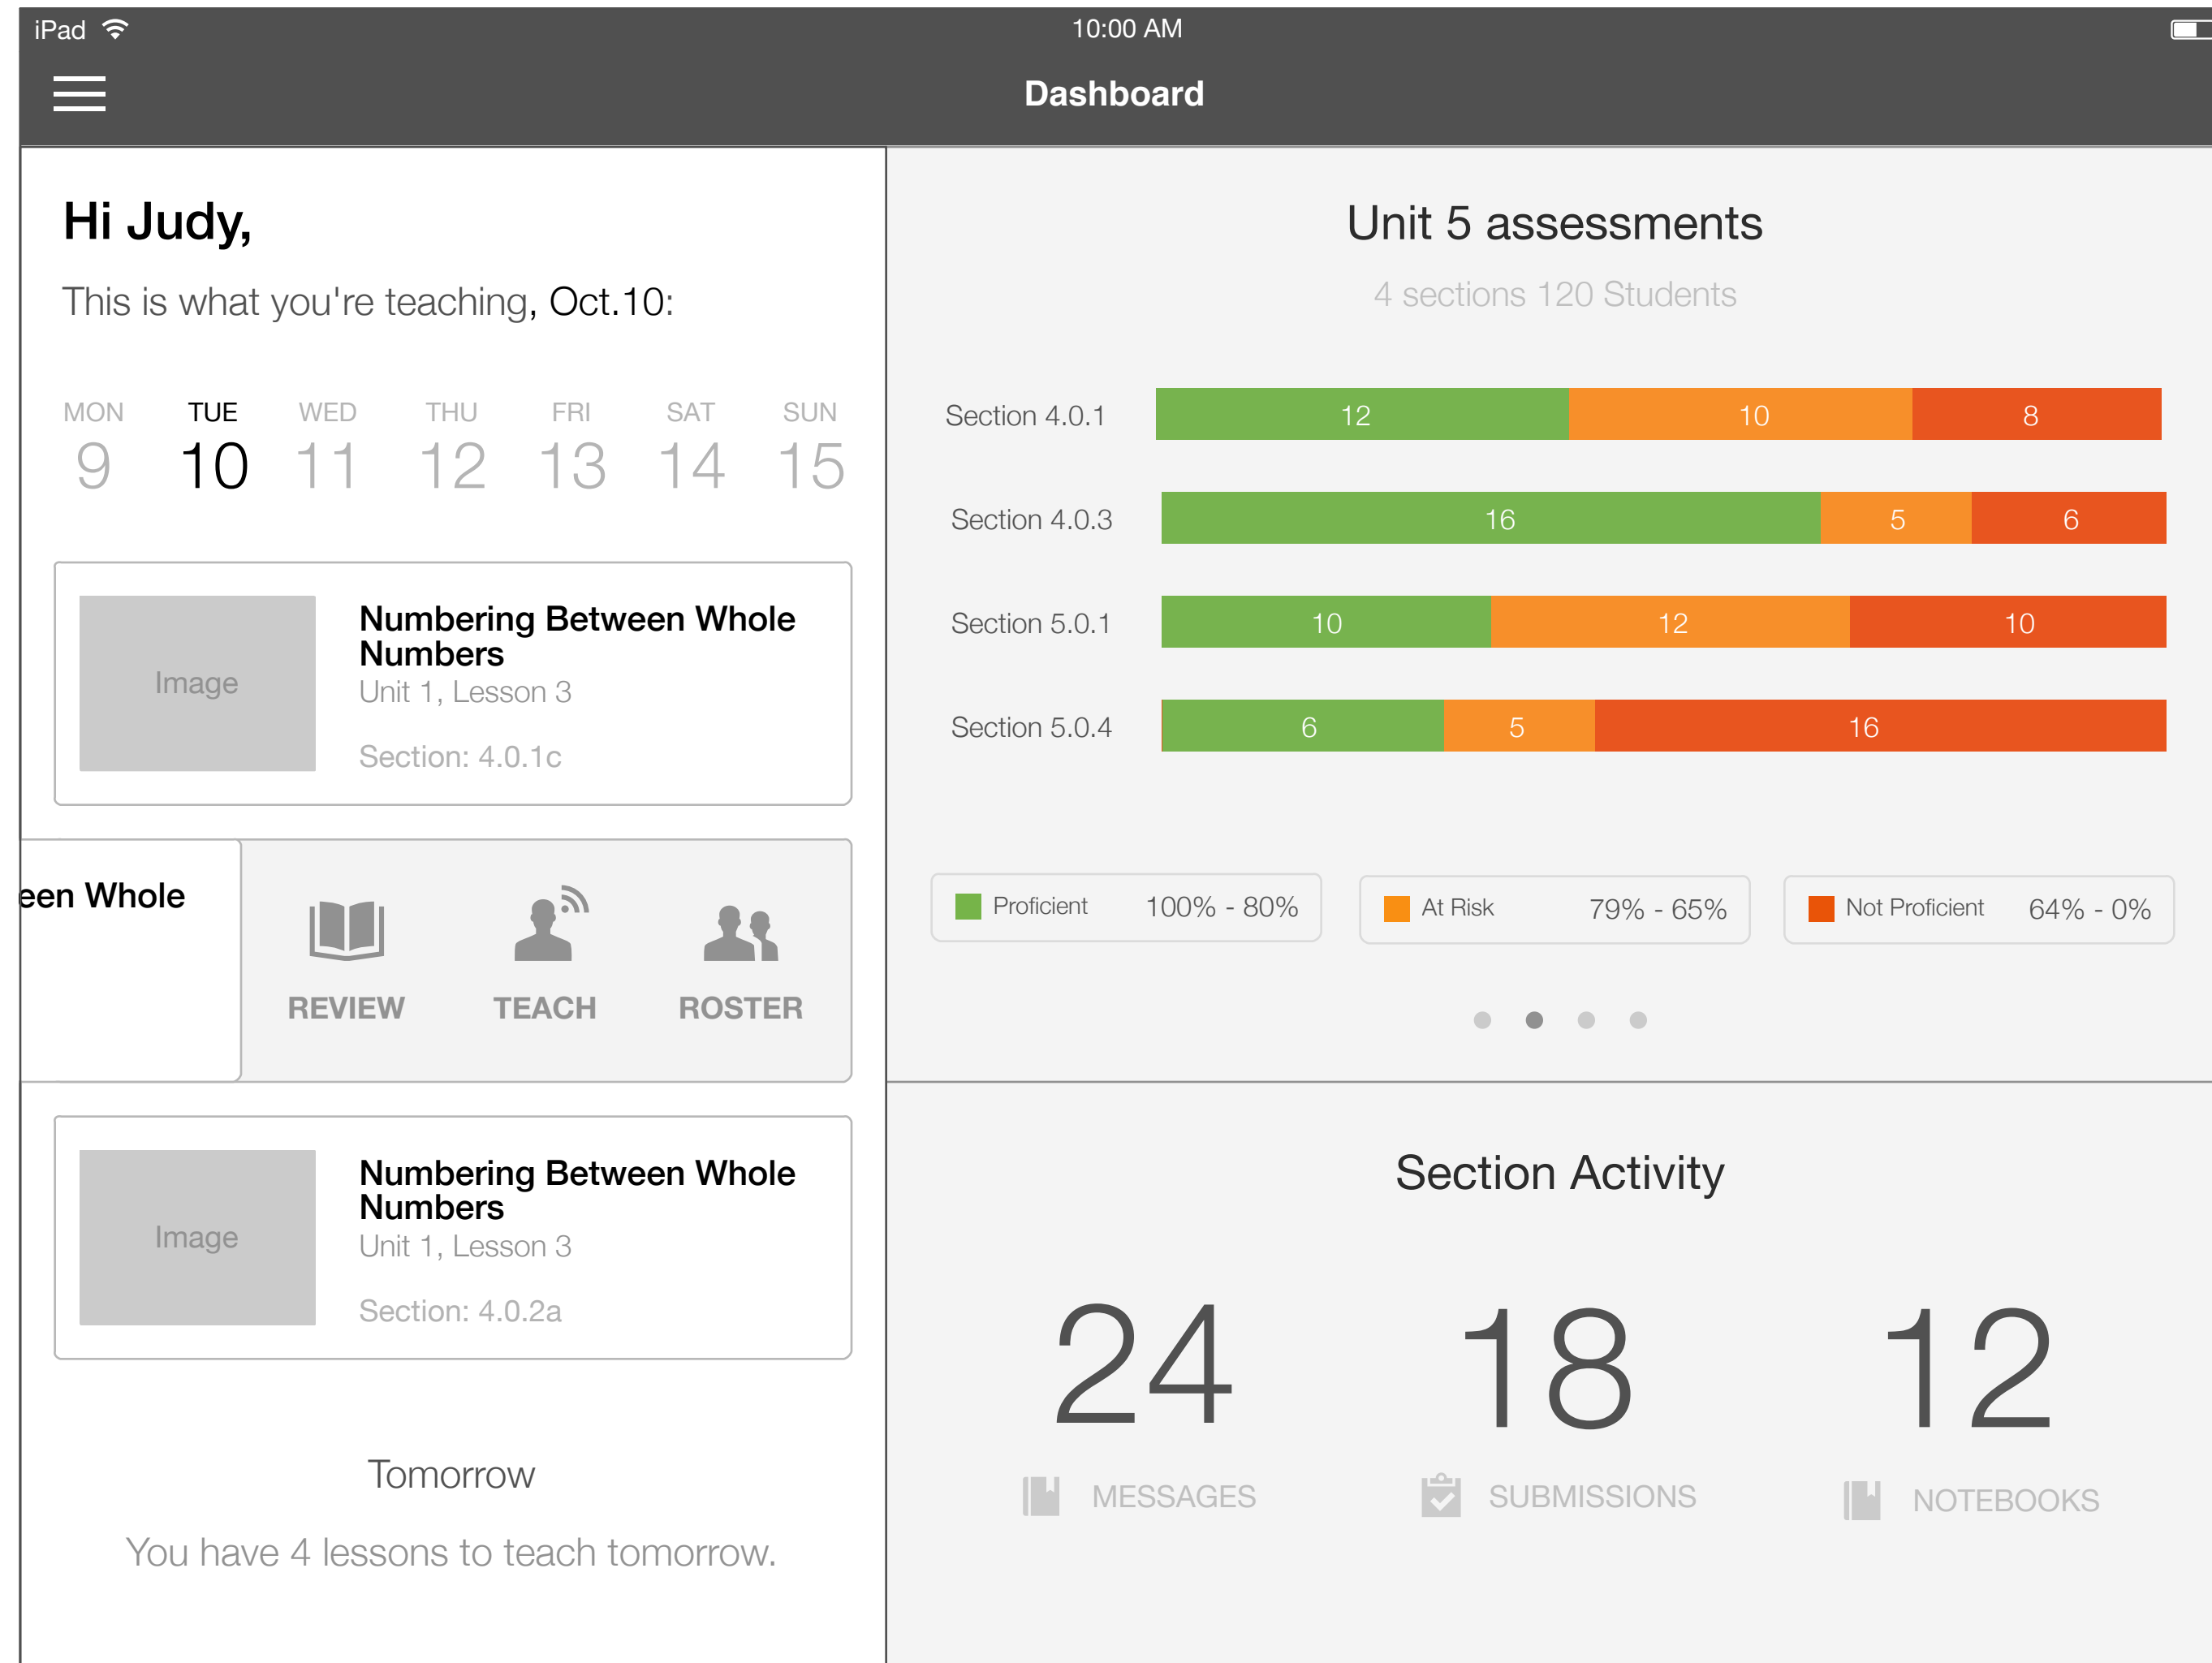 iPad
10:00 AM
Dashboard
Hi Judy,
This is what you're teaching, Oct.10:
MON TUE WED THU FRI SAT SUN
9 10 11 12 13 14 15
Image
Numbering Between Whole
Numbers
Unit 1, Lesson 3
Section: 4.0.1c
een Whole
REVIEW TEACH ROSTER
Image
Numbering Between Whole
Numbers
Unit 1, Lesson 3
Section: 4.0.2a
Tomorrow
You have 4 lessons to teach tomorrow.
Unit 5 assessments
4 sections 120 Students
Section 4.0.1 12 10 8
Section 4.0.3 16 5 6
Section 5.0.1 10 12 10
Section 5.0.4 6 5 16
Proficient 100% - 80% At Risk 79% - 65% Not Proficient 64% - 0%
Section Activity
24 18 12
MESSAGES SUBMISSIONS NOTEBOOKS